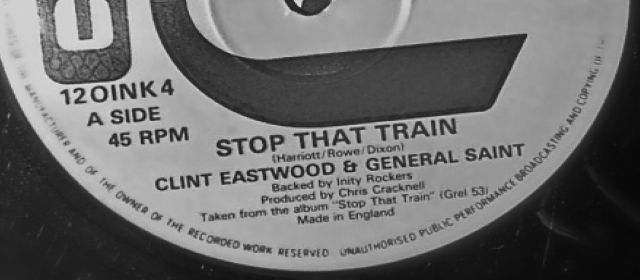 12OINK4
A SIDE
45 RPM
STOP THAT TRAIN
(Harriott/Rowe/Dixon)
CLINT EASTWOOD & GENERAL SAINT
Backed by Inity Rockers
Produced by Chris Cracknell
Taken from the album "Stop That Train" (Grel 53)
Made in England
MANUFACTURER AND OF THE OWNER OF THE RECORDED WORK RESERVED UNAUTHORISED PUBLIC PERFORMANCE BROADCASTING AND COPYING OF